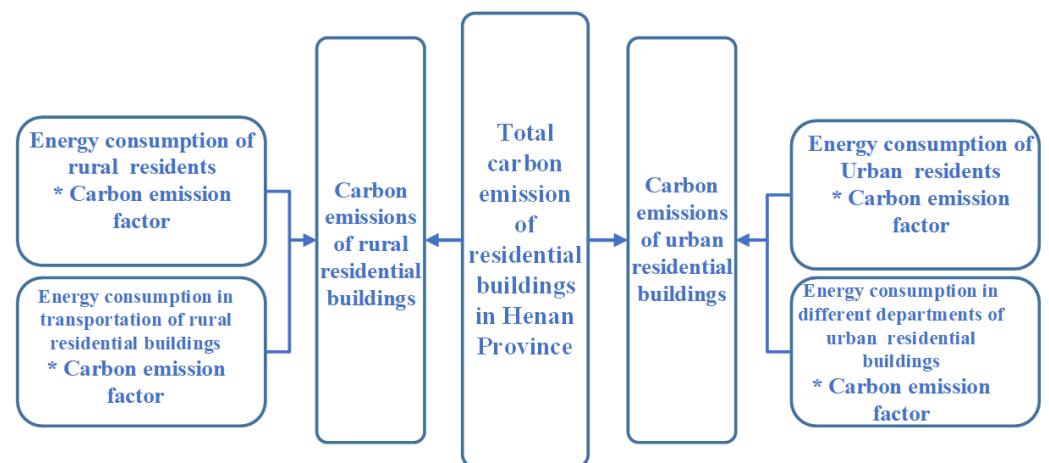 Energy consumption of
rural residents
* Carbon emission
factor
Energy consumption in
transportation of rural
residential buildings
* Carbon emission
factor
Carbon
emissions
of rural
residential
buildings
Total
carbon
emission
of
residential
buildings
in Henan
Province
Carbon
emissions
of urban
residential
buildings
Energy consumption of
Urban residents
* Carbon emission
factor
Energy consumption in
different departments of
urban residential
buildings
* Carbon emission
factor